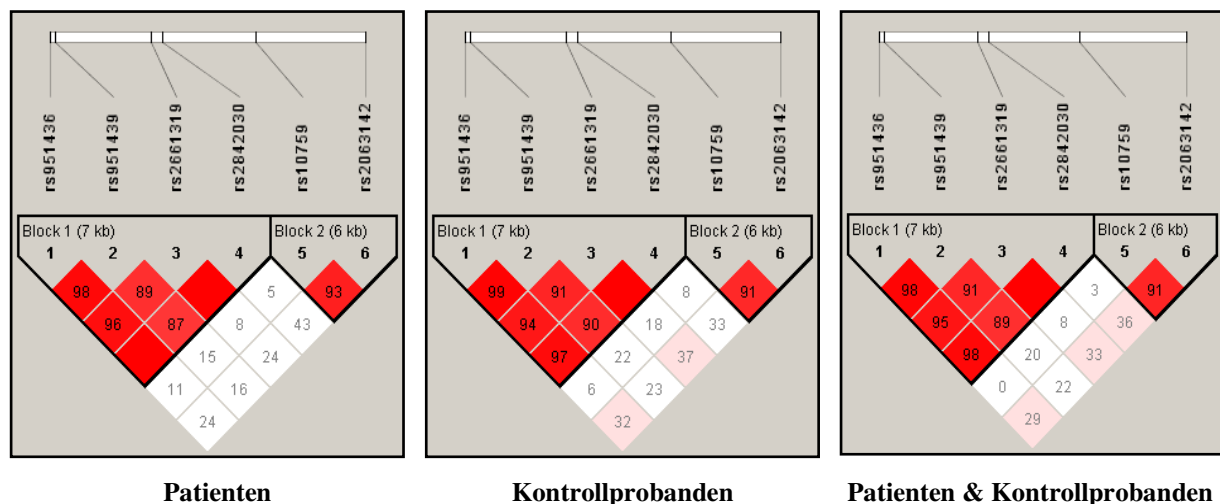 rs951436
rs951439
rs2661319
rs2842030
rs10759
rs2063142
Block 1 (7 kb)
Block 2 (6 kb)
1 2 3 4 5 6
98 89 5 93
96 87 8 43
15 24
11 16
24
Patienten
rs951436
rs951439
rs2661319
rs2842030
rs10759
rs2063142
Block 1 (7 kb)
Block 2 (6 kb)
1 2 3 4 5 6
99 91 8 91
94 90 18 33
97 22 37
6 23
32
Kontrollprobanden
rs951436
rs951439
rs2661319
rs2842030
rs10759
rs2063142
Block 1 (7 kb)
Block 2 (6 kb)
1 2 3 4 5 6
98 91 3 91
95 89 8 36
98 20 33
0 22
29
Patienten & Kontrollprobanden